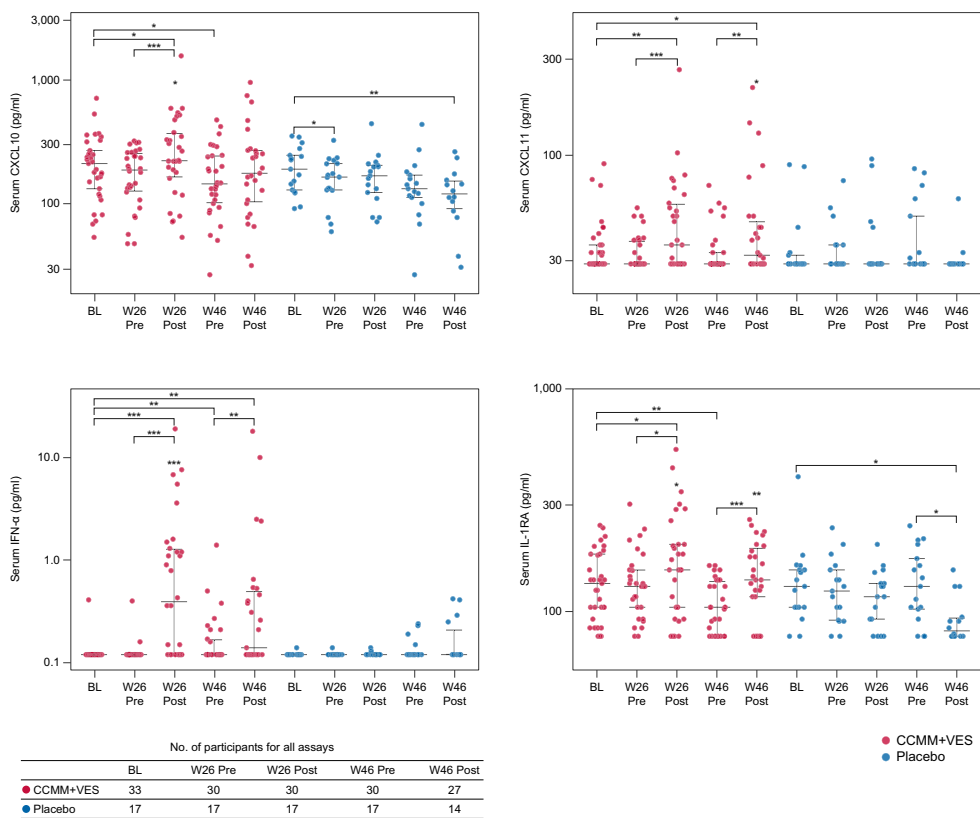 Serum CXCL10 (pg/ml)
3,000
1,000
300
100
30
*
*
***
*
**
*
BL
W26 Pre
W26 Post
W46 Pre
W46 Post
BL
W26 Pre
W26 Post
W46 Pre
W46 Post
Serum CXCL11 (pg/ml)
300
100
30
*
**
**
***
*
BL
W26 Pre
W26 Post
W46 Pre
W46 Post
BL
W26 Pre
W26 Post
W46 Pre
W46 Post
Serum IFN-α (pg/ml)
10.0
1.0
0.1
**
**
***
**
***
***
BL
W26 Pre
W26 Post
W46 Pre
W46 Post
BL
W26 Pre
W26 Post
W46 Pre
W46 Post
Serum IL-1RA (pg/ml)
1,000
300
100
**
*
*
*
**
***
*
*
BL
W26 Pre
W26 Post
W46 Pre
W46 Post
BL
W26 Pre
W26 Post
W46 Pre
W46 Post
No. of participants for all assays
BL W26 Pre W26 Post W46 Pre W46 Post
CCMM+VES 33 30 30 30 27
Placebo 17 17 17 17 14
CCMM+VES
Placebo